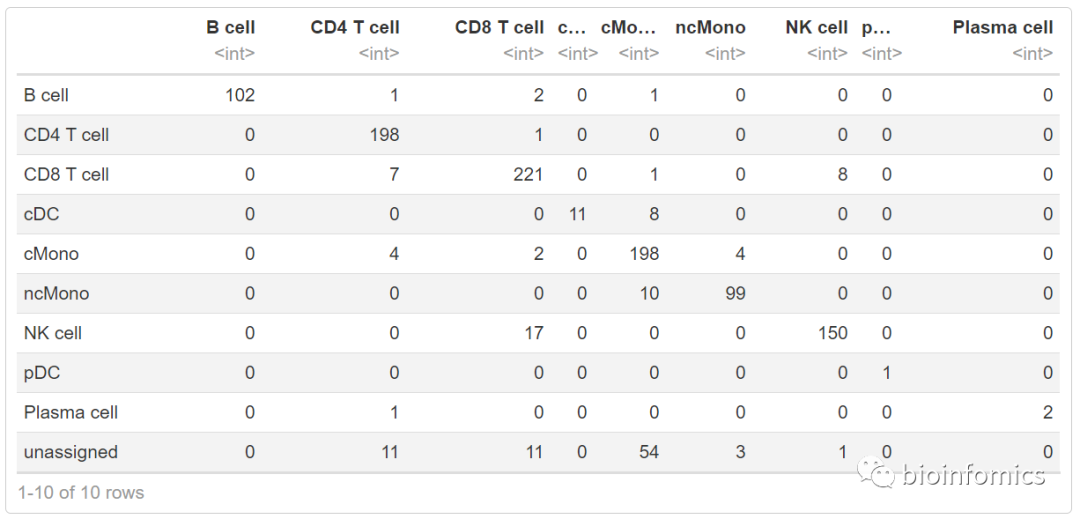 B cell CD4 T cell CD8 T cell c... cMo... ncMono NK cell p... Plasma cell
<int> <int> <int> <int> <int> <int> <int> <int> <int>
B cell 102 1 2 0 1 0 0 0 0
CD4 T cell 0 198 1 0 0 0 0 0 0
CD8 T cell 0 7 221 0 1 0 8 0 0
cDC 0 0 0 11 8 0 0 0 0
cMono 0 4 2 0 198 4 0 0 0
ncMono 0 0 0 0 10 99 0 0 0
NK cell 0 0 17 0 0 0 150 0 0
pDC 0 0 0 0 0 0 0 1 0
Plasma cell 0 1 0 0 0 0 0 0 2
unassigned 0 11 11 0 54 3 1 0 0
1-10 of 10 rows
bioinfomics